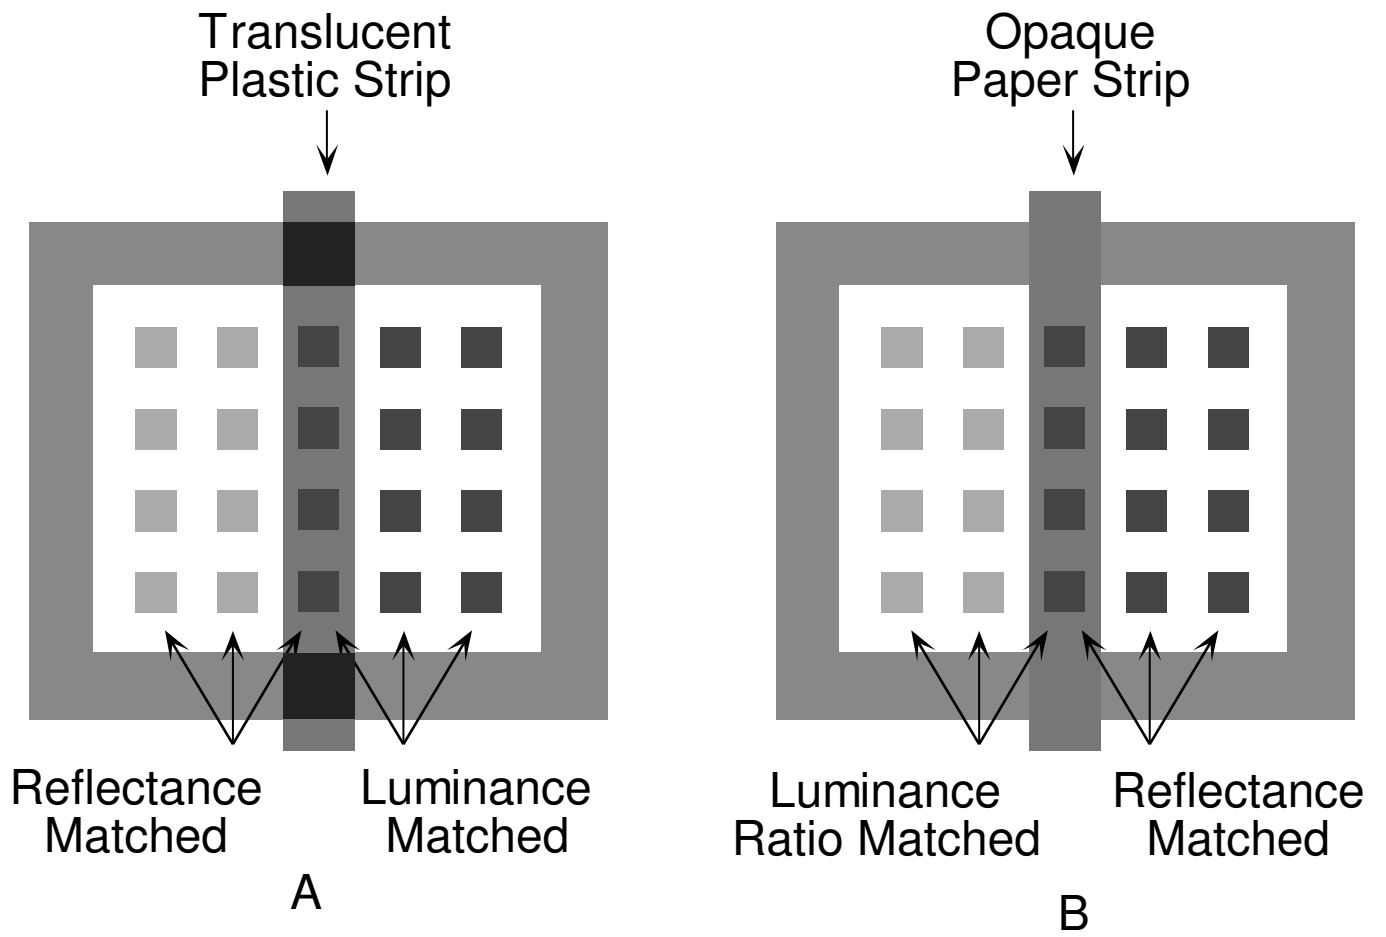 Translucent
Plastic Strip
Opaque
Paper Strip
Reflectance
Matched
Luminance
Matched
Luminance
Ratio Matched
Reflectance
Matched
A
B